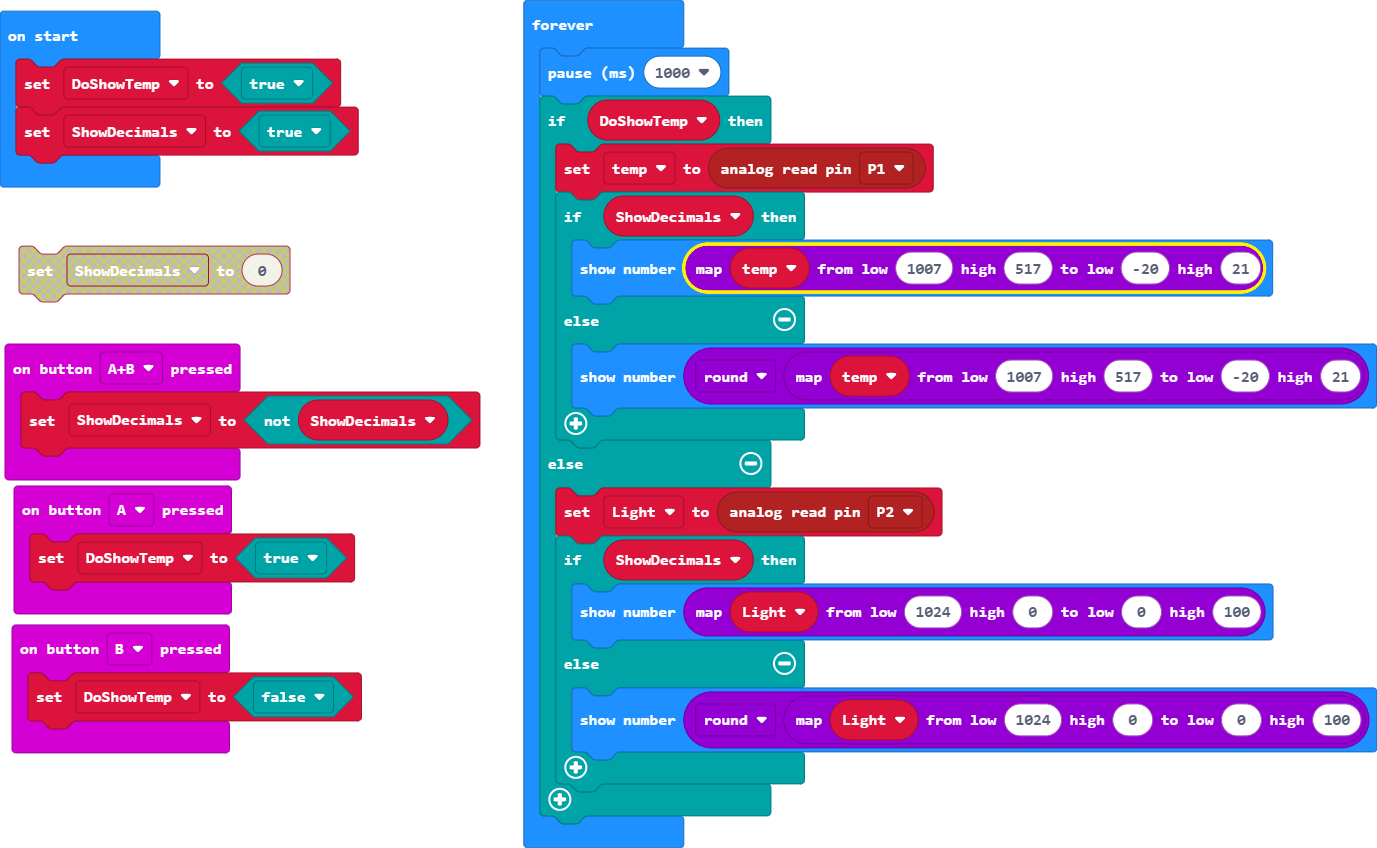 on start
set DoShowTemp to true
set ShowDecimals to true
set ShowDecimals to 0
on button A+B pressed
set ShowDecimals to not ShowDecimals
on button A pressed
set DoShowTemp to true
on button B pressed
set DoShowTemp to false
forever
pause (ms) 1000
if DoShowTemp then
set temp to analog read pin P1
if ShowDecimals then
show number map temp from low 1007 high 517 to low -20 high 21
else
show number round map temp from low 1007 high 517 to low -20 high 21
else
set Light to analog read pin P2
if ShowDecimals then
show number map Light from low 1024 high 0 to low 0 high 100
else
show number round map Light from low 1024 high 0 to low 0 high 100